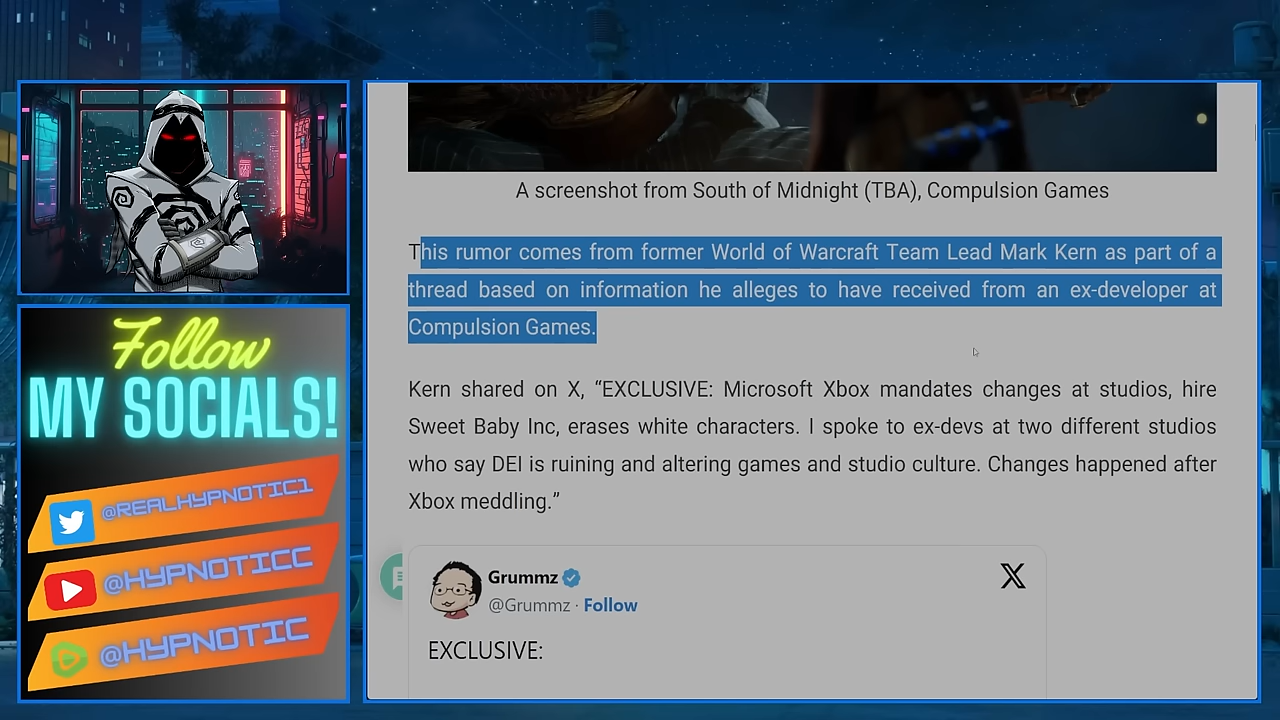 A screenshot from South of Midnight (TBA), Compulsion Games
This rumor comes from former World of Warcraft Team Lead Mark Kern as part of a
thread based on information he alleges to have received from an ex-developer at
Compulsion Games.
Kern shared on X, “EXCLUSIVE: Microsoft Xbox mandates changes at studios, hire
Sweet Baby Inc, erases white characters. I spoke to ex-devs at two different studios
who say DEI is ruining and altering games and studio culture. Changes happened after
Xbox meddling.”
Grummz
@Grummz · Follow
EXCLUSIVE:
Follow
MY SOCIALS!
@REALHYPNOTIC1
@HYPNOTICC
@HYPNOTIC